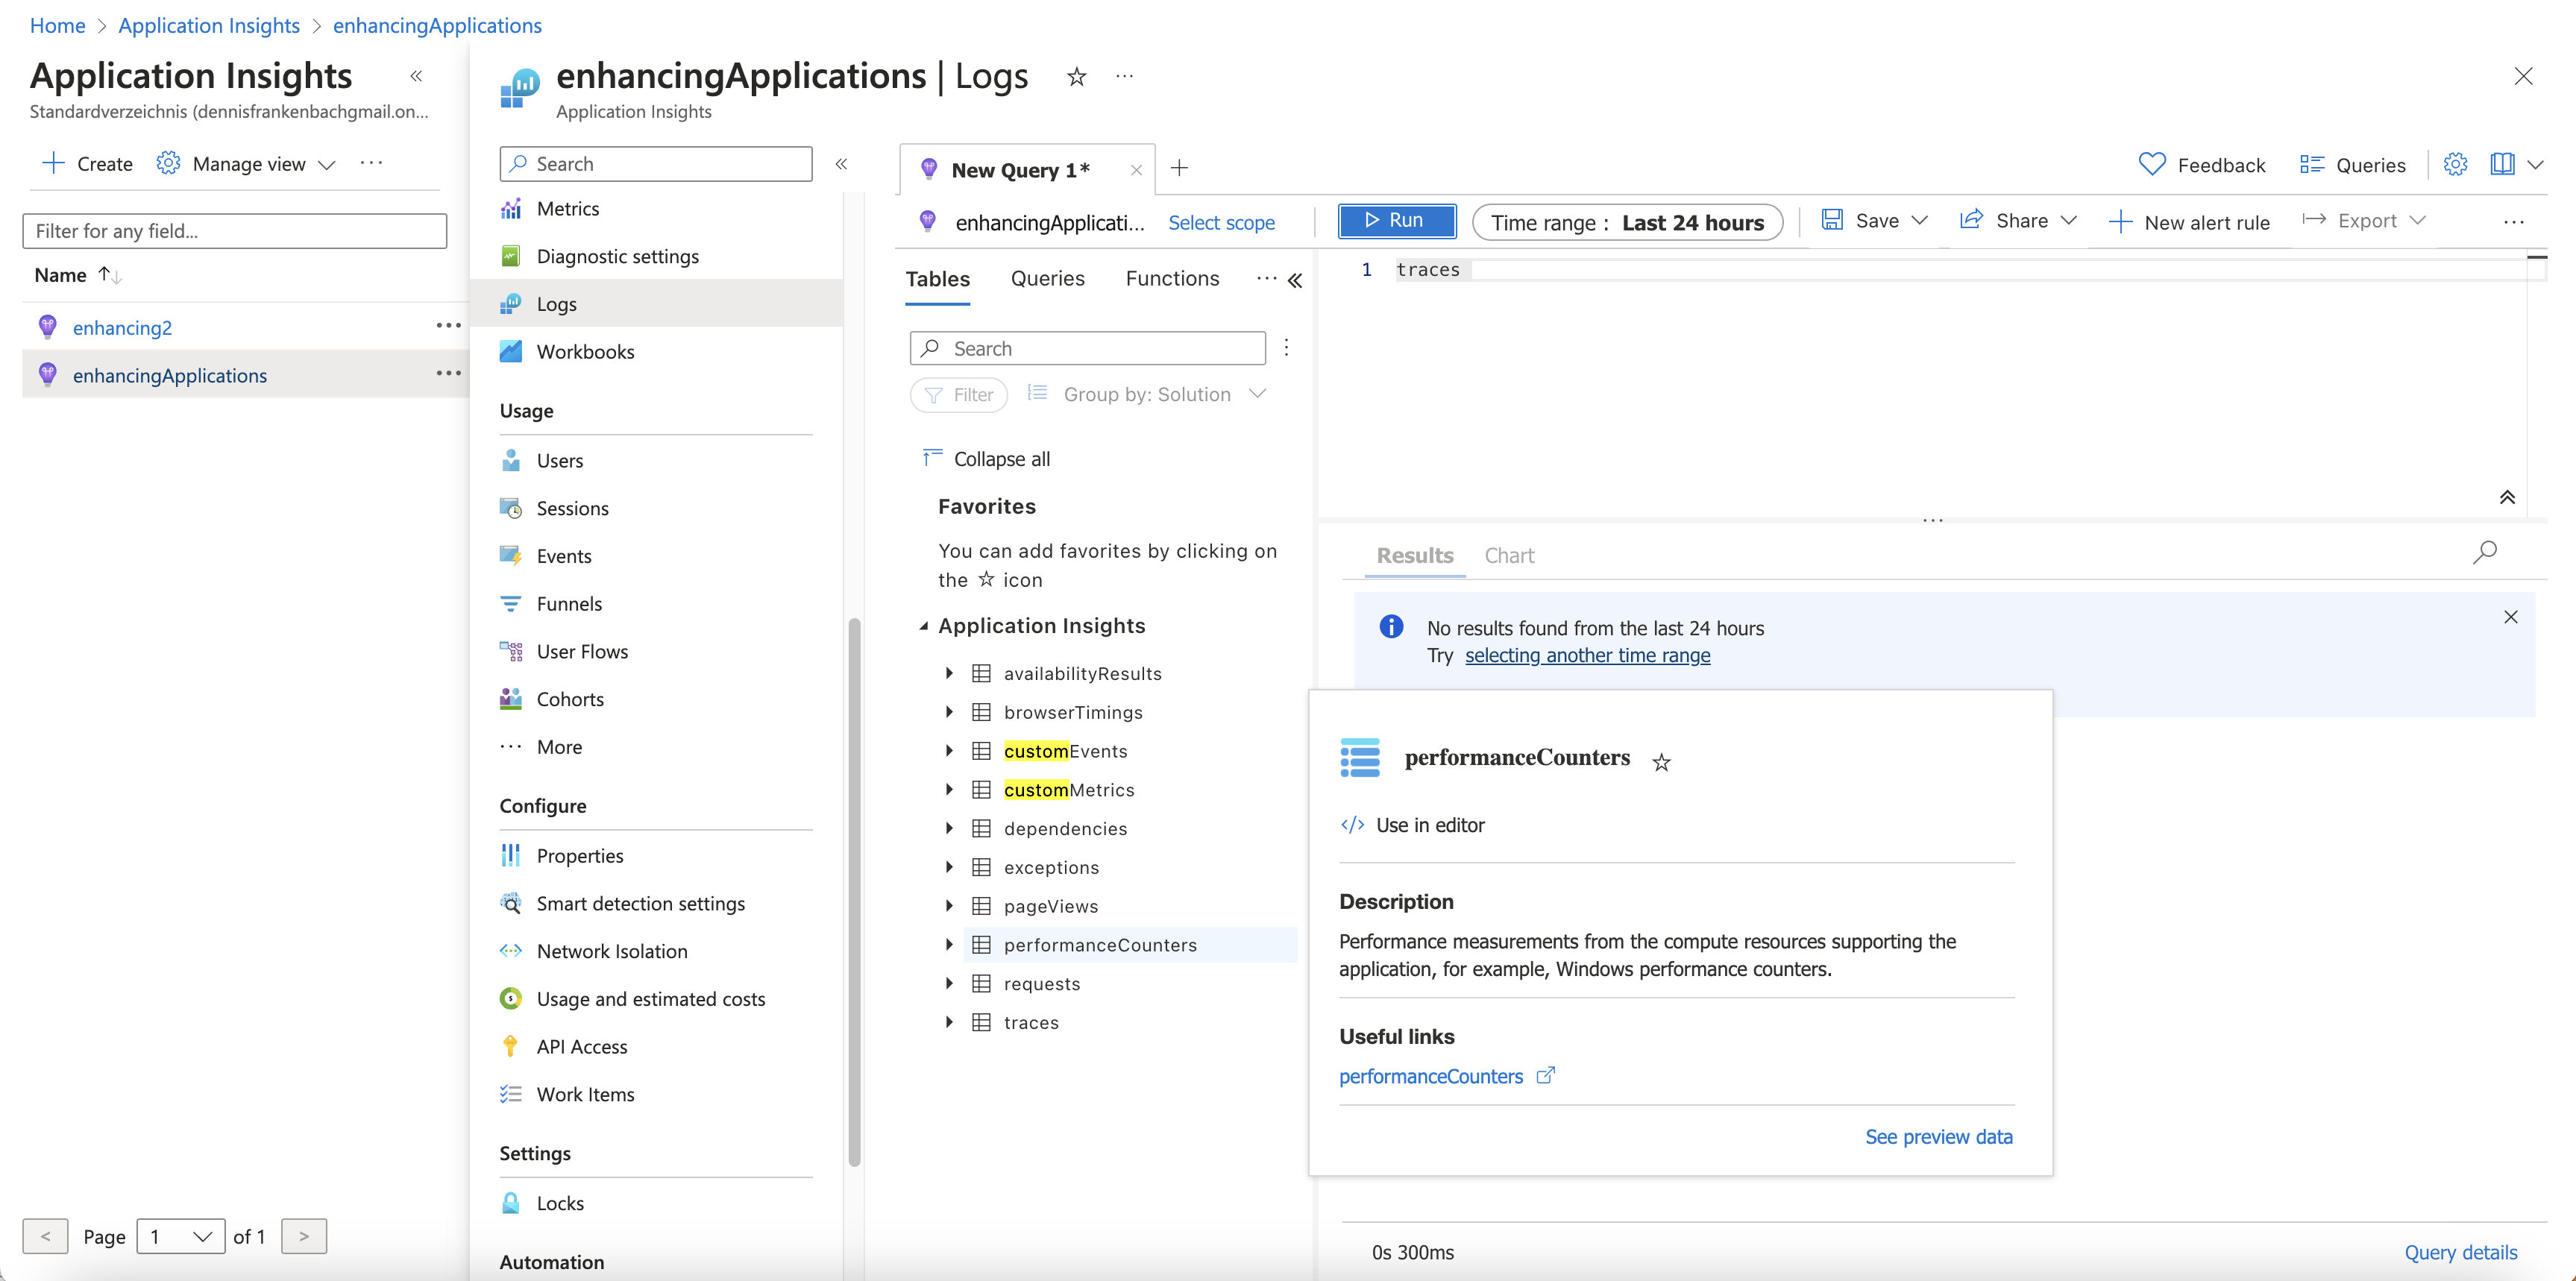 Home > Application Insights > enhancingApplications
Application Insights
Standardverzeichnis (dennisfrankenbachgmail.on...
Create
Manage view
Filter for any field...
Name
enhancing2
enhancingApplications
< Page 1 of 1 >
enhancingApplications | Logs
Application Insights
Search
Metrics
Diagnostic settings
Logs
Workbooks
Usage
Users
Sessions
Events
Funnels
User Flows
Cohorts
More
Configure
Properties
Smart detection settings
Network Isolation
Usage and estimated costs
API Access
Work Items
Settings
Locks
Automation
New Query 1*
Feedback
Queries
enhancingApplicati...
Select scope
Run
Time range : Last 24 hours
Save
Share
New alert rule
Export
Tables
Queries
Functions
Search
Filter
Group by: Solution
Collapse all
Favorites
You can add favorites by clicking on
the ☆ icon
Application Insights
availabilityResults
browserTimings
customEvents
customMetrics
dependencies
exceptions
pageViews
performanceCounters
requests
traces
1 traces
Results
Chart
No results found from the last 24 hours
Try selecting another time range
performanceCounters
</> Use in editor
Description
Performance measurements from the compute resources supporting the
application, for example, Windows performance counters.
Useful links
performanceCounters
See preview data
0s 300ms
Query details